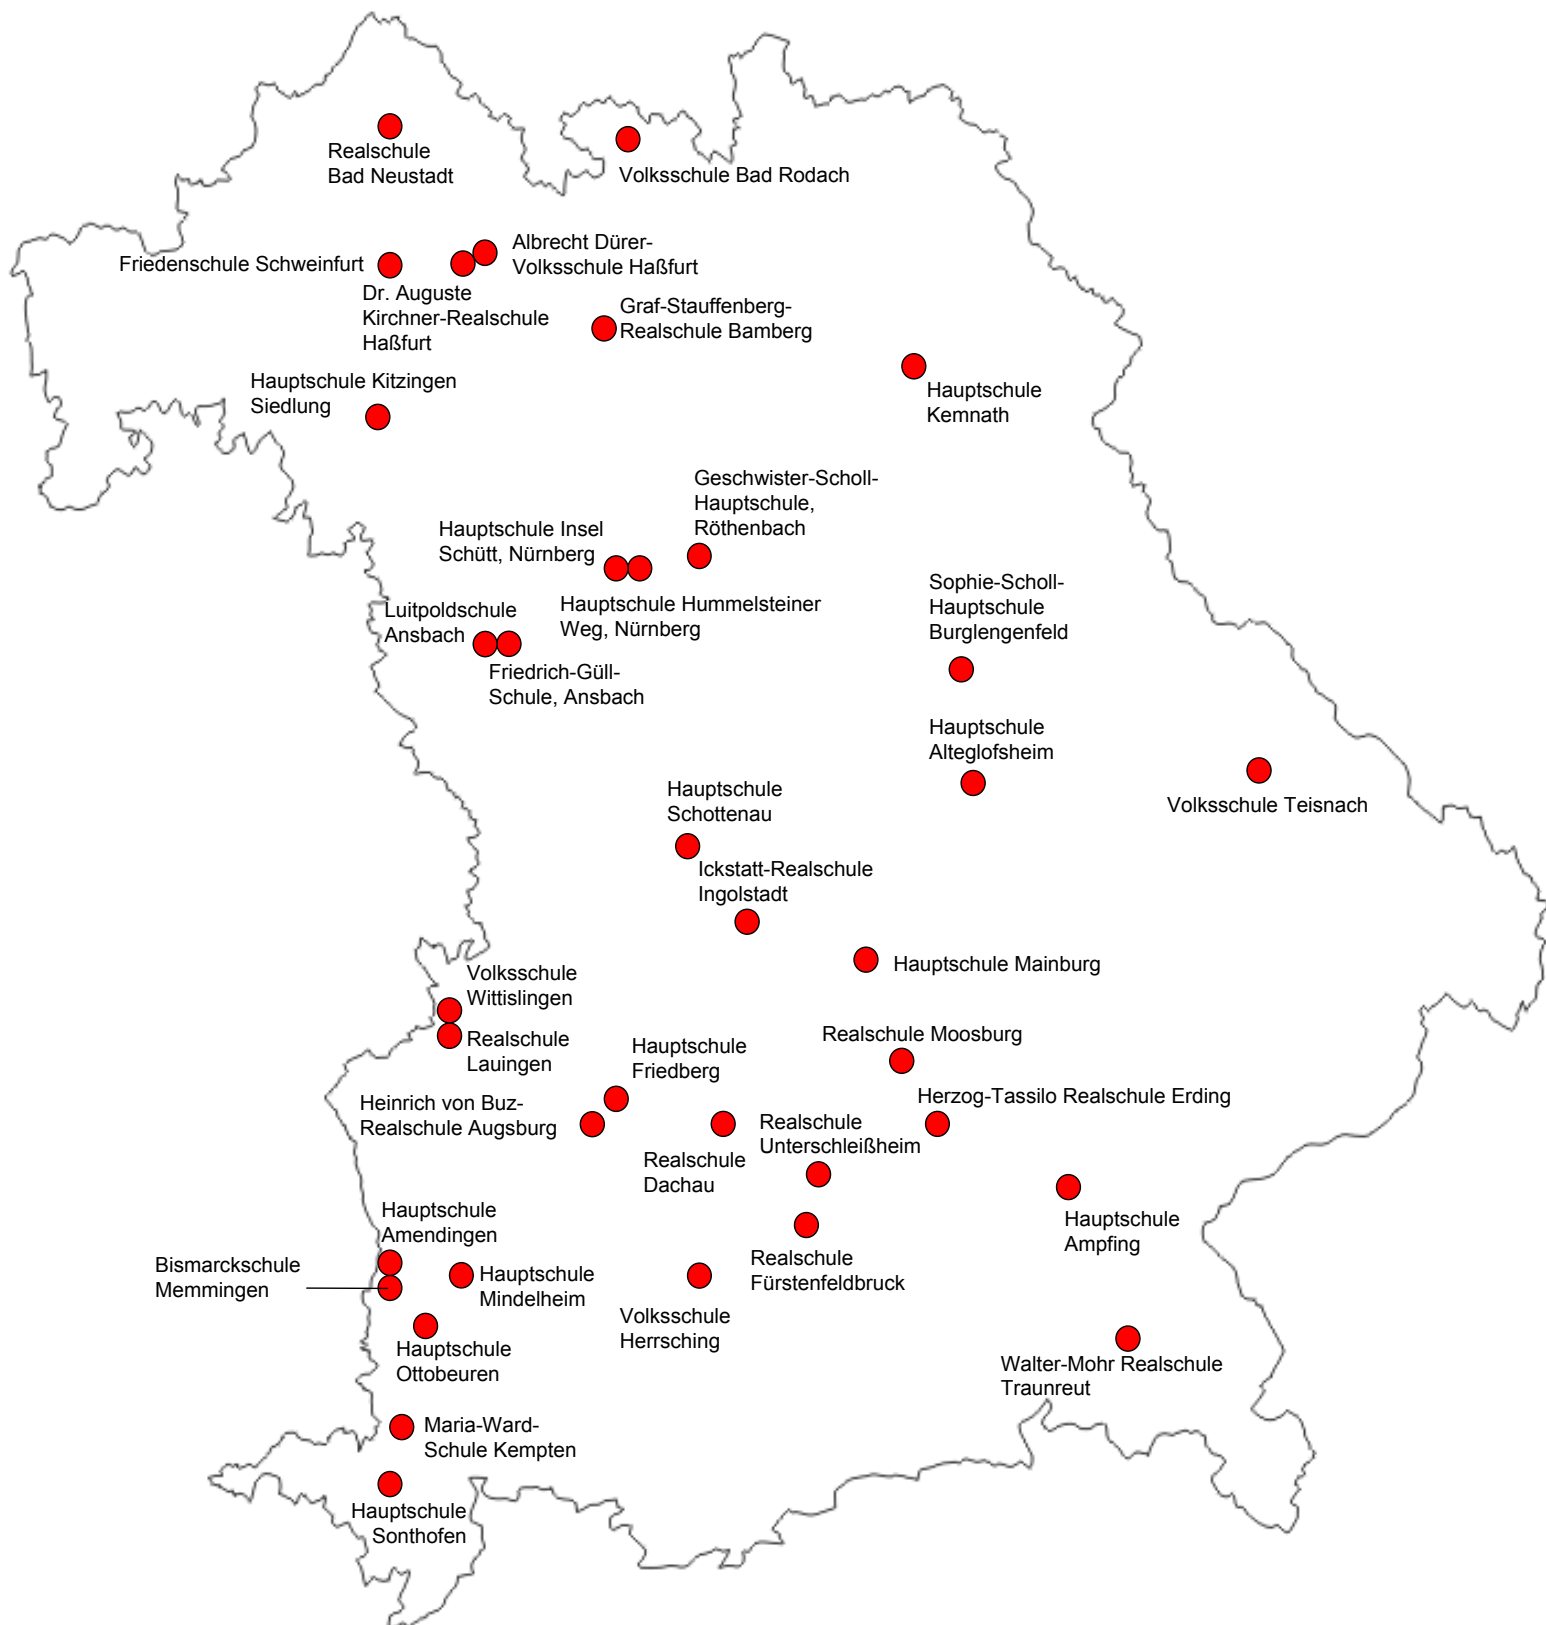 Realschule
Bad Neustadt
Volksschule Bad Rodach
Albrecht Dürer-
Volksschule Haßfurt
Friedenschule Schweinfurt
Dr. Auguste
Kirchner-Realschule
Haßfurt
Graf-Stauffenberg-
Realschule Bamberg
Hauptschule Kitzingen
Siedlung
Hauptschule
Kemnath
Geschwister-Scholl-
Hauptschule,
Röthenbach
Hauptschule Insel
Schütt, Nürnberg
Hauptschule Hummelsteiner
Weg, Nürnberg
Sophie-Scholl-
Hauptschule
Burglengenfeld
Luitpoldschule
Ansbach
Friedrich-Güll-
Schule, Ansbach
Hauptschule
Alteglofsheim
Volksschule Teisnach
Hauptschule
Schottenau
Ickstatt-Realschule
Ingolstadt
Hauptschule Mainburg
Volksschule
Wittislingen
Realschule
Lauingen
Realschule Moosburg
Hauptschule
Friedberg
Heinrich von Buz-
Realschule Augsburg
Herzog-Tassilo Realschule Erding
Realschule
Unterschleißheim
Realschule
Dachau
Hauptschule
Amendingen
Hauptschule
Ampfing
Bismarckschule
Memmingen
Hauptschule
Mindelheim
Realschule
Fürstenfeldbruck
Volksschule
Herrsching
Hauptschule
Ottobeuren
Walter-Mohr Realschule
Traunreut
Maria-Ward-
Schule Kempten
Hauptschule
Sonthofen